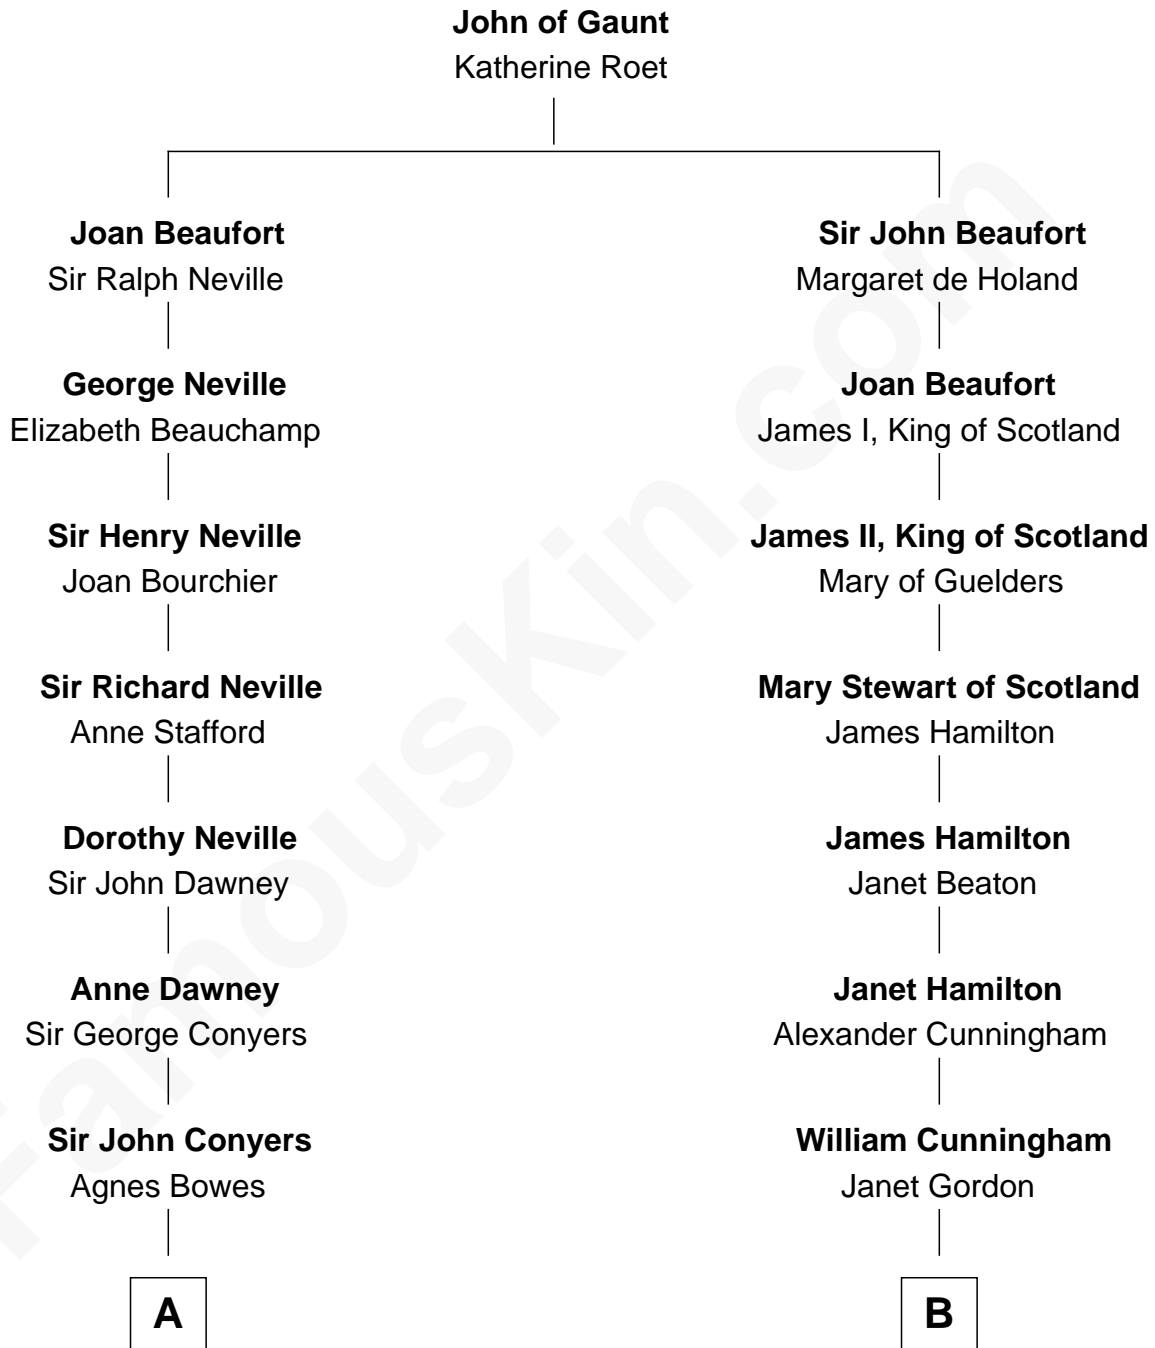 John of Gaunt
Katherine Roet
Joan Beaufort
Sir Ralph Neville
George Neville
Elizabeth Beauchamp
Sir Henry Neville
Joan Bourchier
Sir Richard Neville
Anne Stafford
Dorothy Neville
Sir John Dawney
Anne Dawney
Sir George Conyers
Sir John Conyers
Agnes Bowes
A
Sir John Beaufort
Margaret de Holand
Joan Beaufort
James I, King of Scotland
James II, King of Scotland
Mary of Guelders
Mary Stewart of Scotland
James Hamilton
James Hamilton
Janet Beaton
Janet Hamilton
Alexander Cunningham
William Cunningham
Janet Gordon
B
FamousKin.com